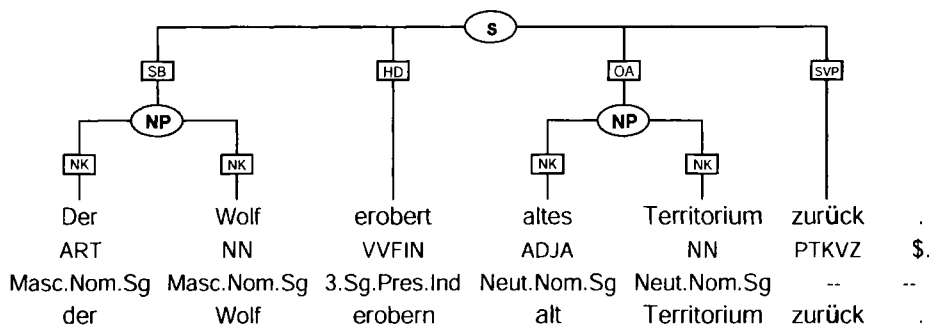 S
SB HD OA SVP
NP NP
NK NK NK NK
Der Wolf erobert altes Territorium zurück .
ART NN VVFIN ADJA NN PTKVZ $.
Masc.Nom.Sg Masc.Nom.Sg 3.Sg.Pres.Ind Neut.Nom.Sg Neut.Nom.Sg -- --
der Wolf erobern alt Territorium zurück .